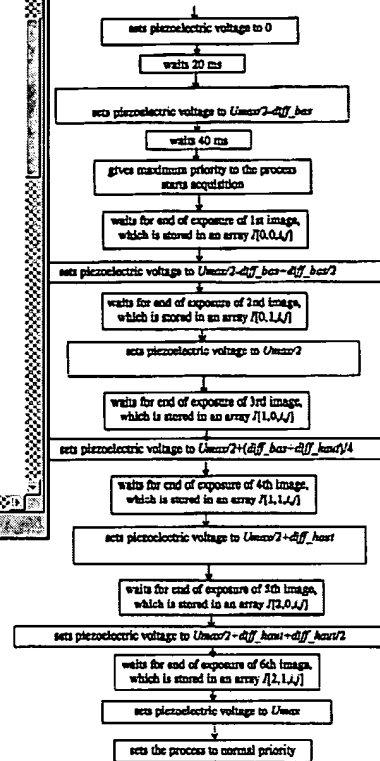 sets piezoelectric voltage to 0
waits 20 ms
sets piezoelectric voltage to Umax/2-diff_bas
waits 40 ms
gives maximum priority to the process
starts acquisition
waits for end of exposure of 1st image,
which is stored in an array I[0,0,i,j]
sets piezoelectric voltage to Umax/2-diff_bas+diff_bas/2
waits for end of exposure of 2nd image,
which is stored in an array I[0,1,i,j]
sets piezoelectric voltage to Umax/2
waits for end of exposure of 3rd image,
which is stored in an array I[1,0,i,j]
sets piezoelectric voltage to Umax/2+(diff_bas+diff_haut)/4
waits for end of exposure of 4th image,
which is stored in an array I[1,1,i,j]
sets piezoelectric voltage to Umax/2+diff_haut
waits for end of exposure of 5th image,
which is stored in an array I[2,0,i,j]
sets piezoelectric voltage to Umax/2+diff_haut+diff_haut/2
waits for end of exposure of 6th image,
which is stored in an array I[2,1,i,j]
sets piezoelectric voltage to Umax
sets the process to normal priority